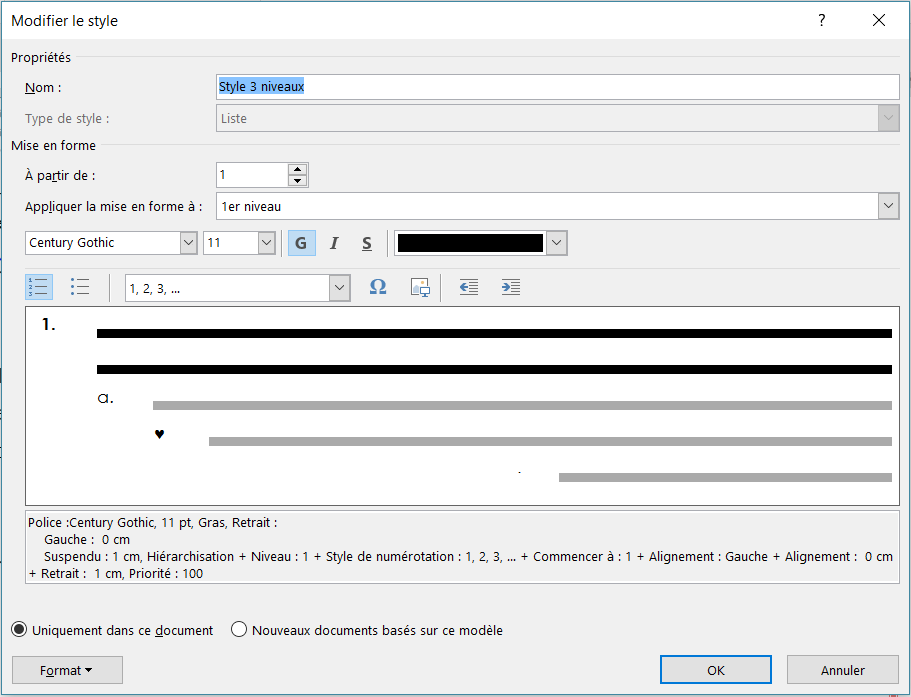 Modifier le style ?
Propriétés
Nom : Style 3 niveaux
Type de style : Liste
Mise en forme
À partir de : 1
Appliquer la mise en forme à : 1er niveau
Century Gothic 11 G I S
1, 2, 3, ... Ω
1.
a.
♥
.
Police :Century Gothic, 11 pt, Gras, Retrait :
Gauche : 0 cm
Suspendu : 1 cm, Hiérarchisation + Niveau : 1 + Style de numérotation : 1, 2, 3, ... + Commencer à : 1 + Alignement : Gauche + Alignement : 0 cm
+ Retrait : 1 cm, Priorité : 100
Uniquement dans ce document Nouveaux documents basés sur ce modèle
Format OK Annuler